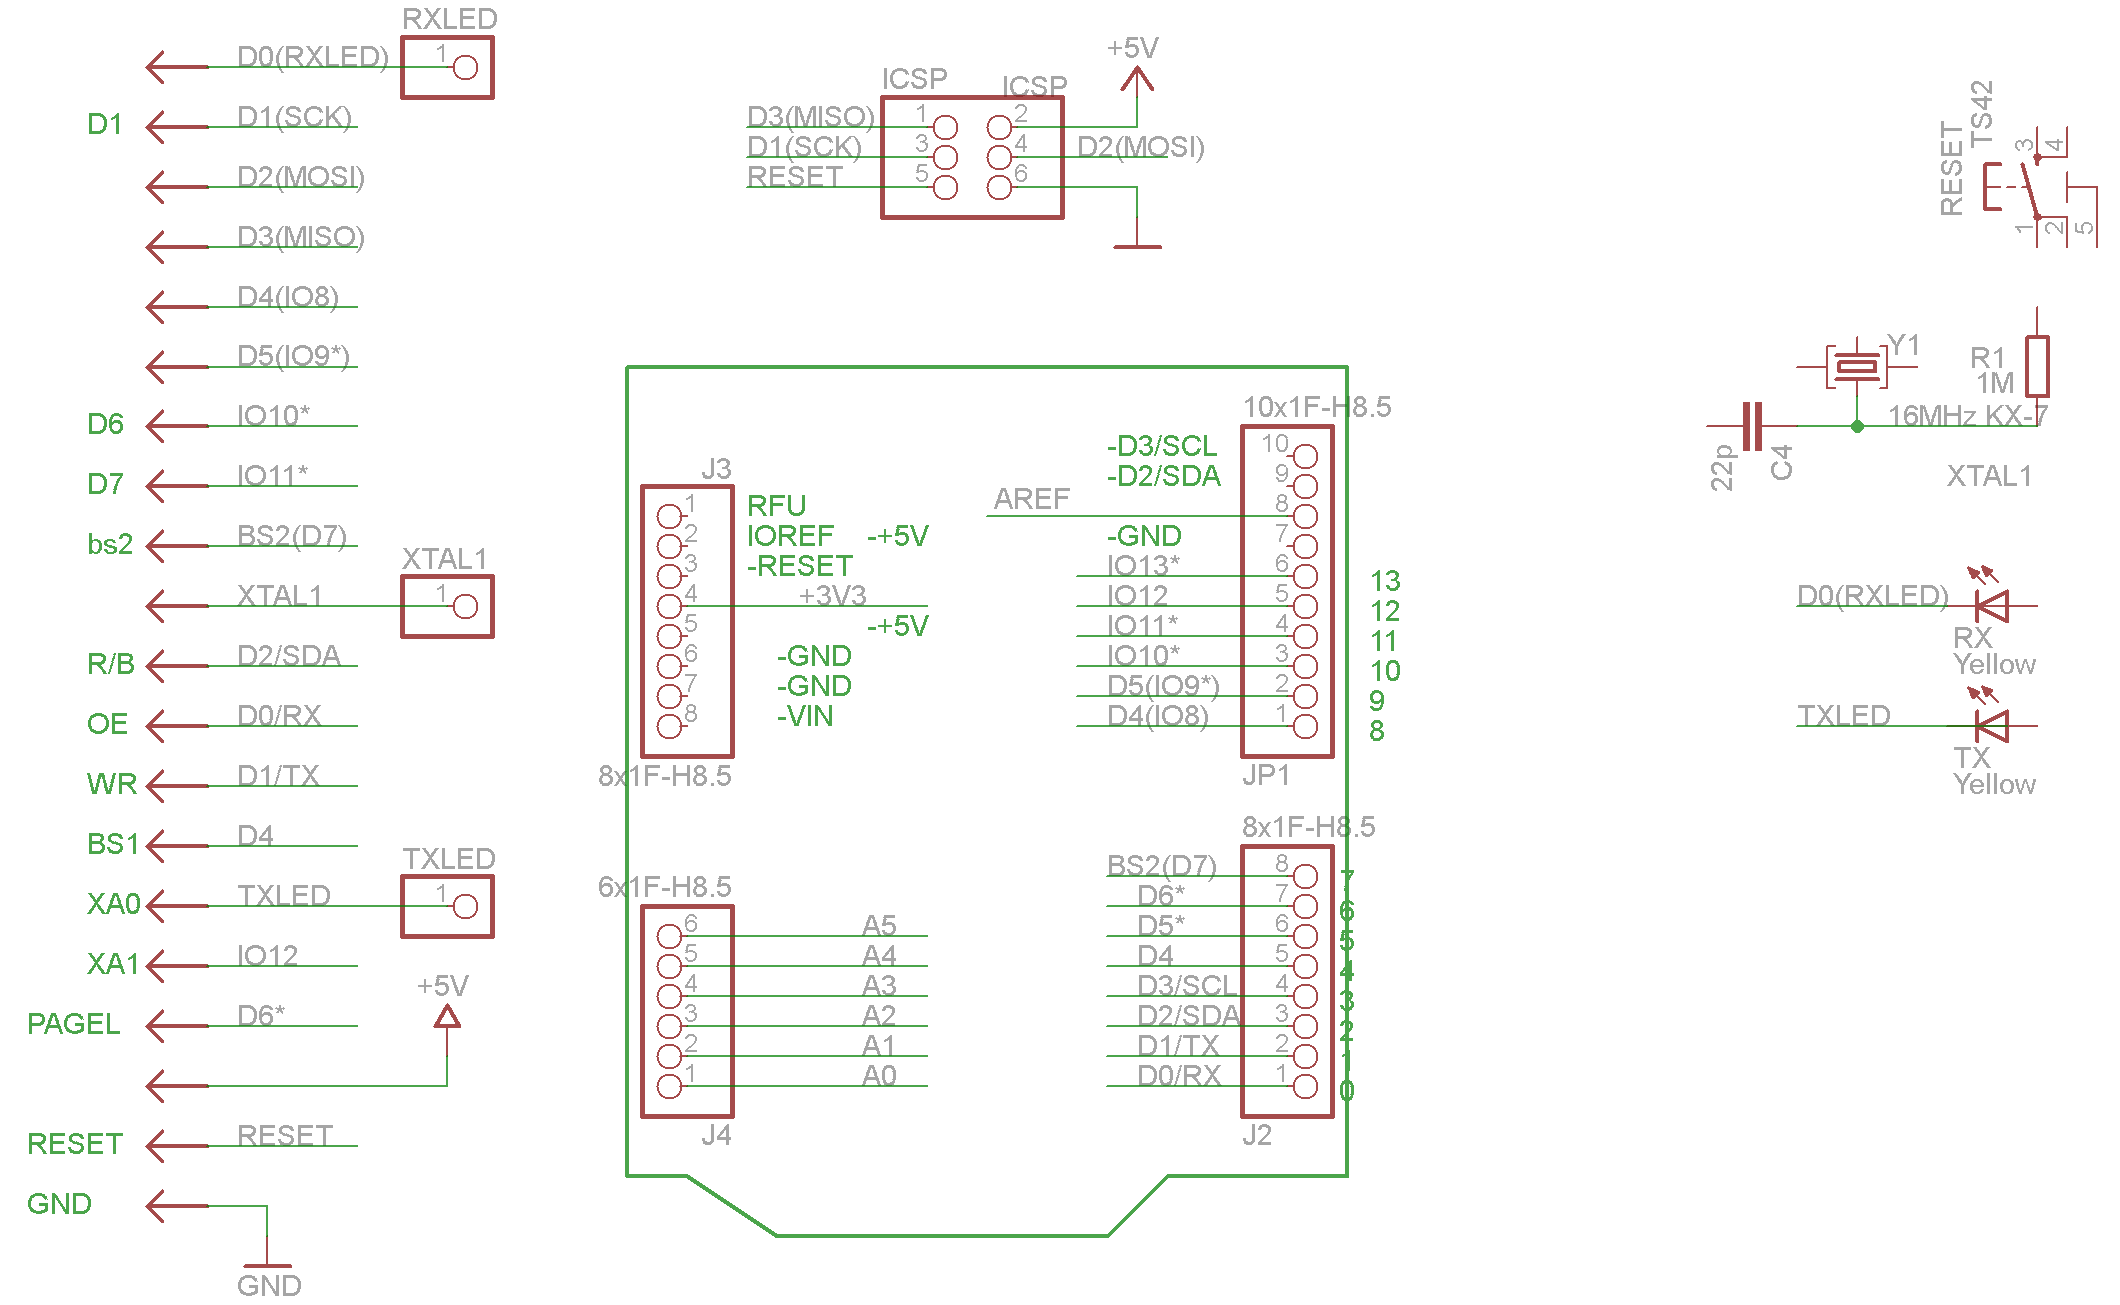 RXLED
D0(RXLED)
1
D1
D1(SCK)
D2(MOSI)
D3(MISO)
D4(IO8)
D5(IO9*)
D6
IO10*
D7
IO11*
bs2
BS2(D7)
XTAL1
XTAL1
1
R/B
D2/SDA
OE
D0/RX
WR
D1/TX
BS1
D4
TXLED
XA0
TXLED
1
XA1
IO12
+5V
PAGEL
D6*
RESET
RESET
GND
GND
+5V
ICSP
ICSP
D3(MISO)
1
2
D1(SCK)
3
4
D2(MOSI)
RESET
5
6
J3
1
RFU
2
IOREF
-+5V
3
-RESET
4
+3V3
5
-+5V
6
-GND
7
-GND
8
-VIN
8x1F-H8.5
10x1F-H8.5
-D3/SCL
10
-D2/SDA
9
AREF
8
-GND
7
IO13*
6
13
IO12
5
12
IO11*
4
11
IO10*
3
10
D5(IO9*)
2
9
D4(IO8)
1
8
JP1
6x1F-H8.5
6
A5
5
A4
4
A3
3
A2
2
A1
1
A0
J4
8x1F-H8.5
BS2(D7)
8
7
D6*
7
6
D5*
6
5
D4
5
4
D3/SCL
4
3
D2/SDA
3
2
D1/TX
2
1
D0/RX
1
0
J2
RESET
TS42
3
4
1
2
5
Y1
R1
1M
16MHz KX-7
22p
C4
XTAL1
D0(RXLED)
RX
Yellow
TXLED
TX
Yellow